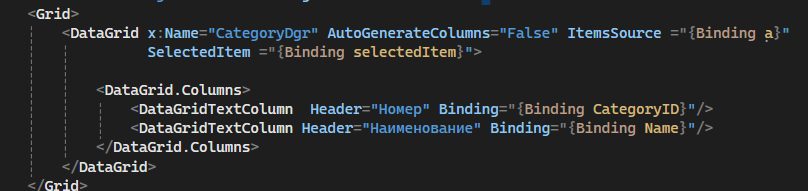 <Grid>
<DataGrid x:Name="CategoryDgr" AutoGenerateColumns="False" ItemsSource ="{Binding a}"
SelectedItem ="{Binding selectedItem}">
<DataGrid.Columns>
<DataGridTextColumn  Header="Номер" Binding="{Binding CategoryID}"/>
<DataGridTextColumn Header="Наименование" Binding="{Binding Name}"/>
</DataGrid.Columns>
</DataGrid>
</Grid>